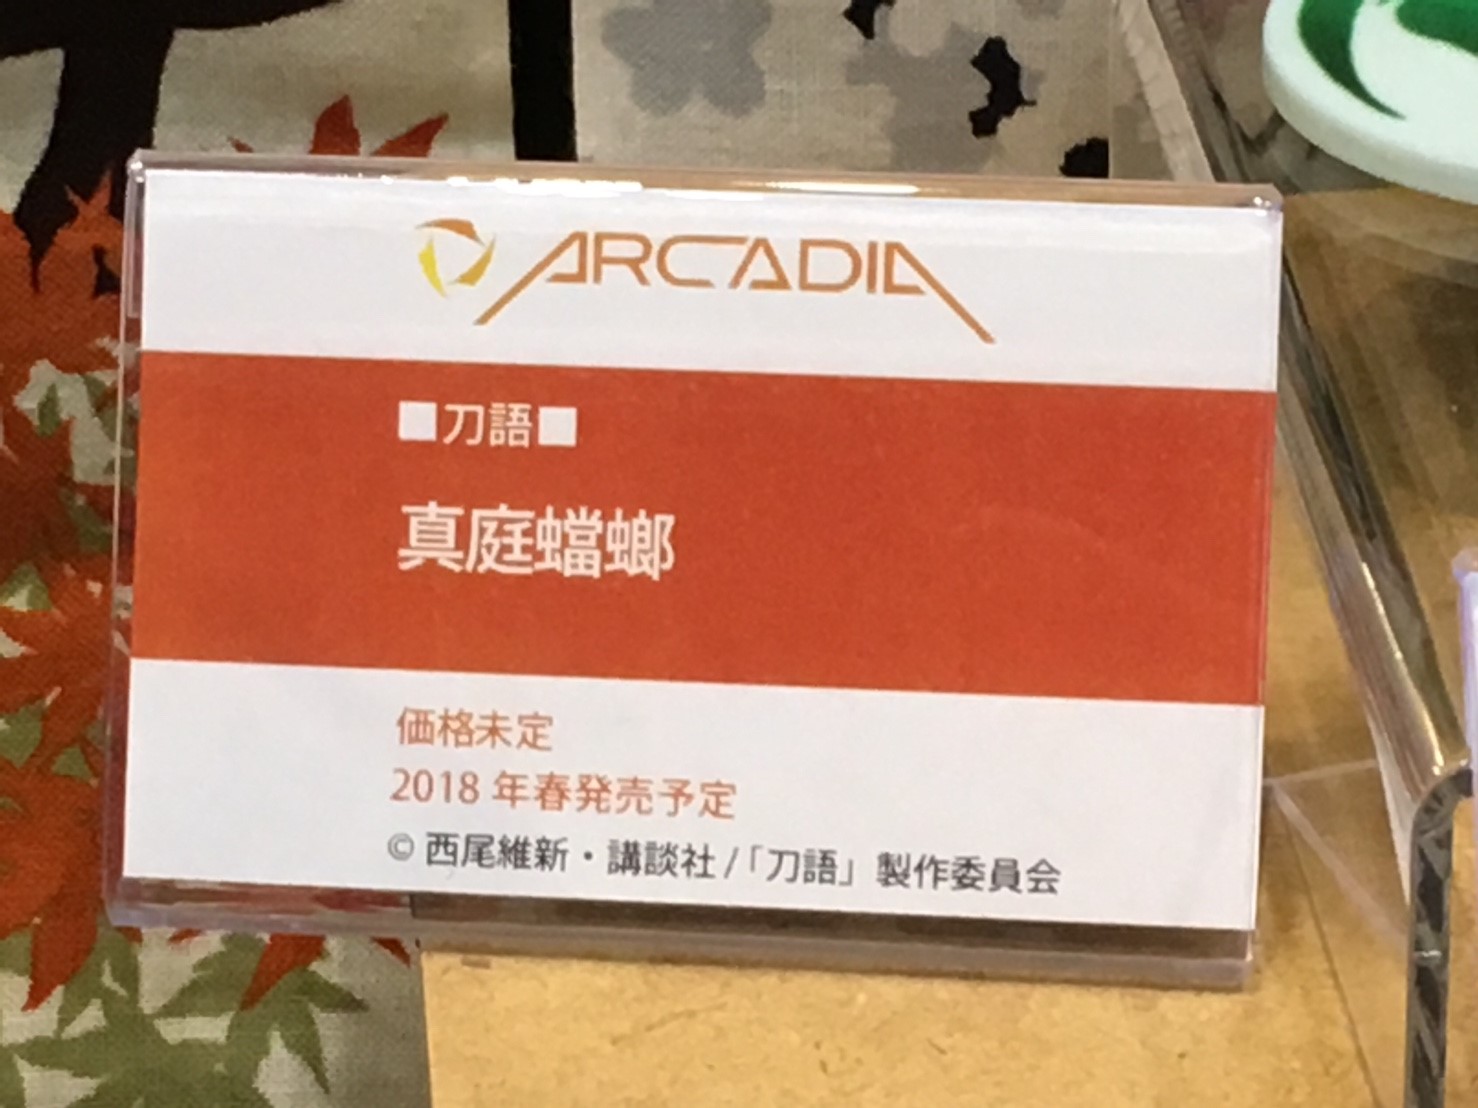 ARCADIA
■刀語■
真庭蟷螂
価格未定
2018 年春発売予定
© 西尾維新・講談社 /「刀語」製作委員会